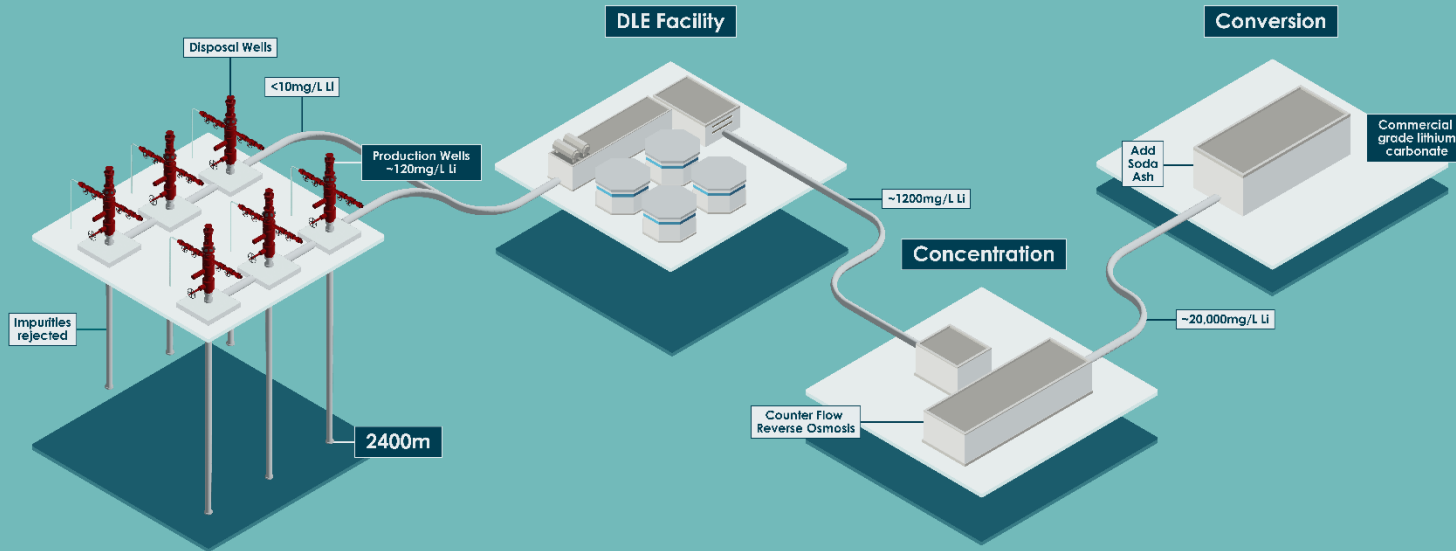 DLE Facility
Conversion
Disposal Wells
<10mg/L Li
Production Wells
~120mg/L Li
Commercial
grade lithium
carbonate
Add
Soda
Ash
~1200mg/L Li
Concentration
Impurities
rejected
~20,000mg/L Li
Counter Flow
Reverse Osmosis
2400m